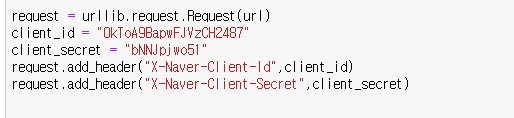 request = urllib.request.Request(url)
client_id = "OkToA9BapwFJVzCH2487"
client_secret = "bNNJpjwo51"
request.add_header("X-Naver-Client-Id",client_id)
request.add_header("X-Naver-Client-Secret",client_secret)